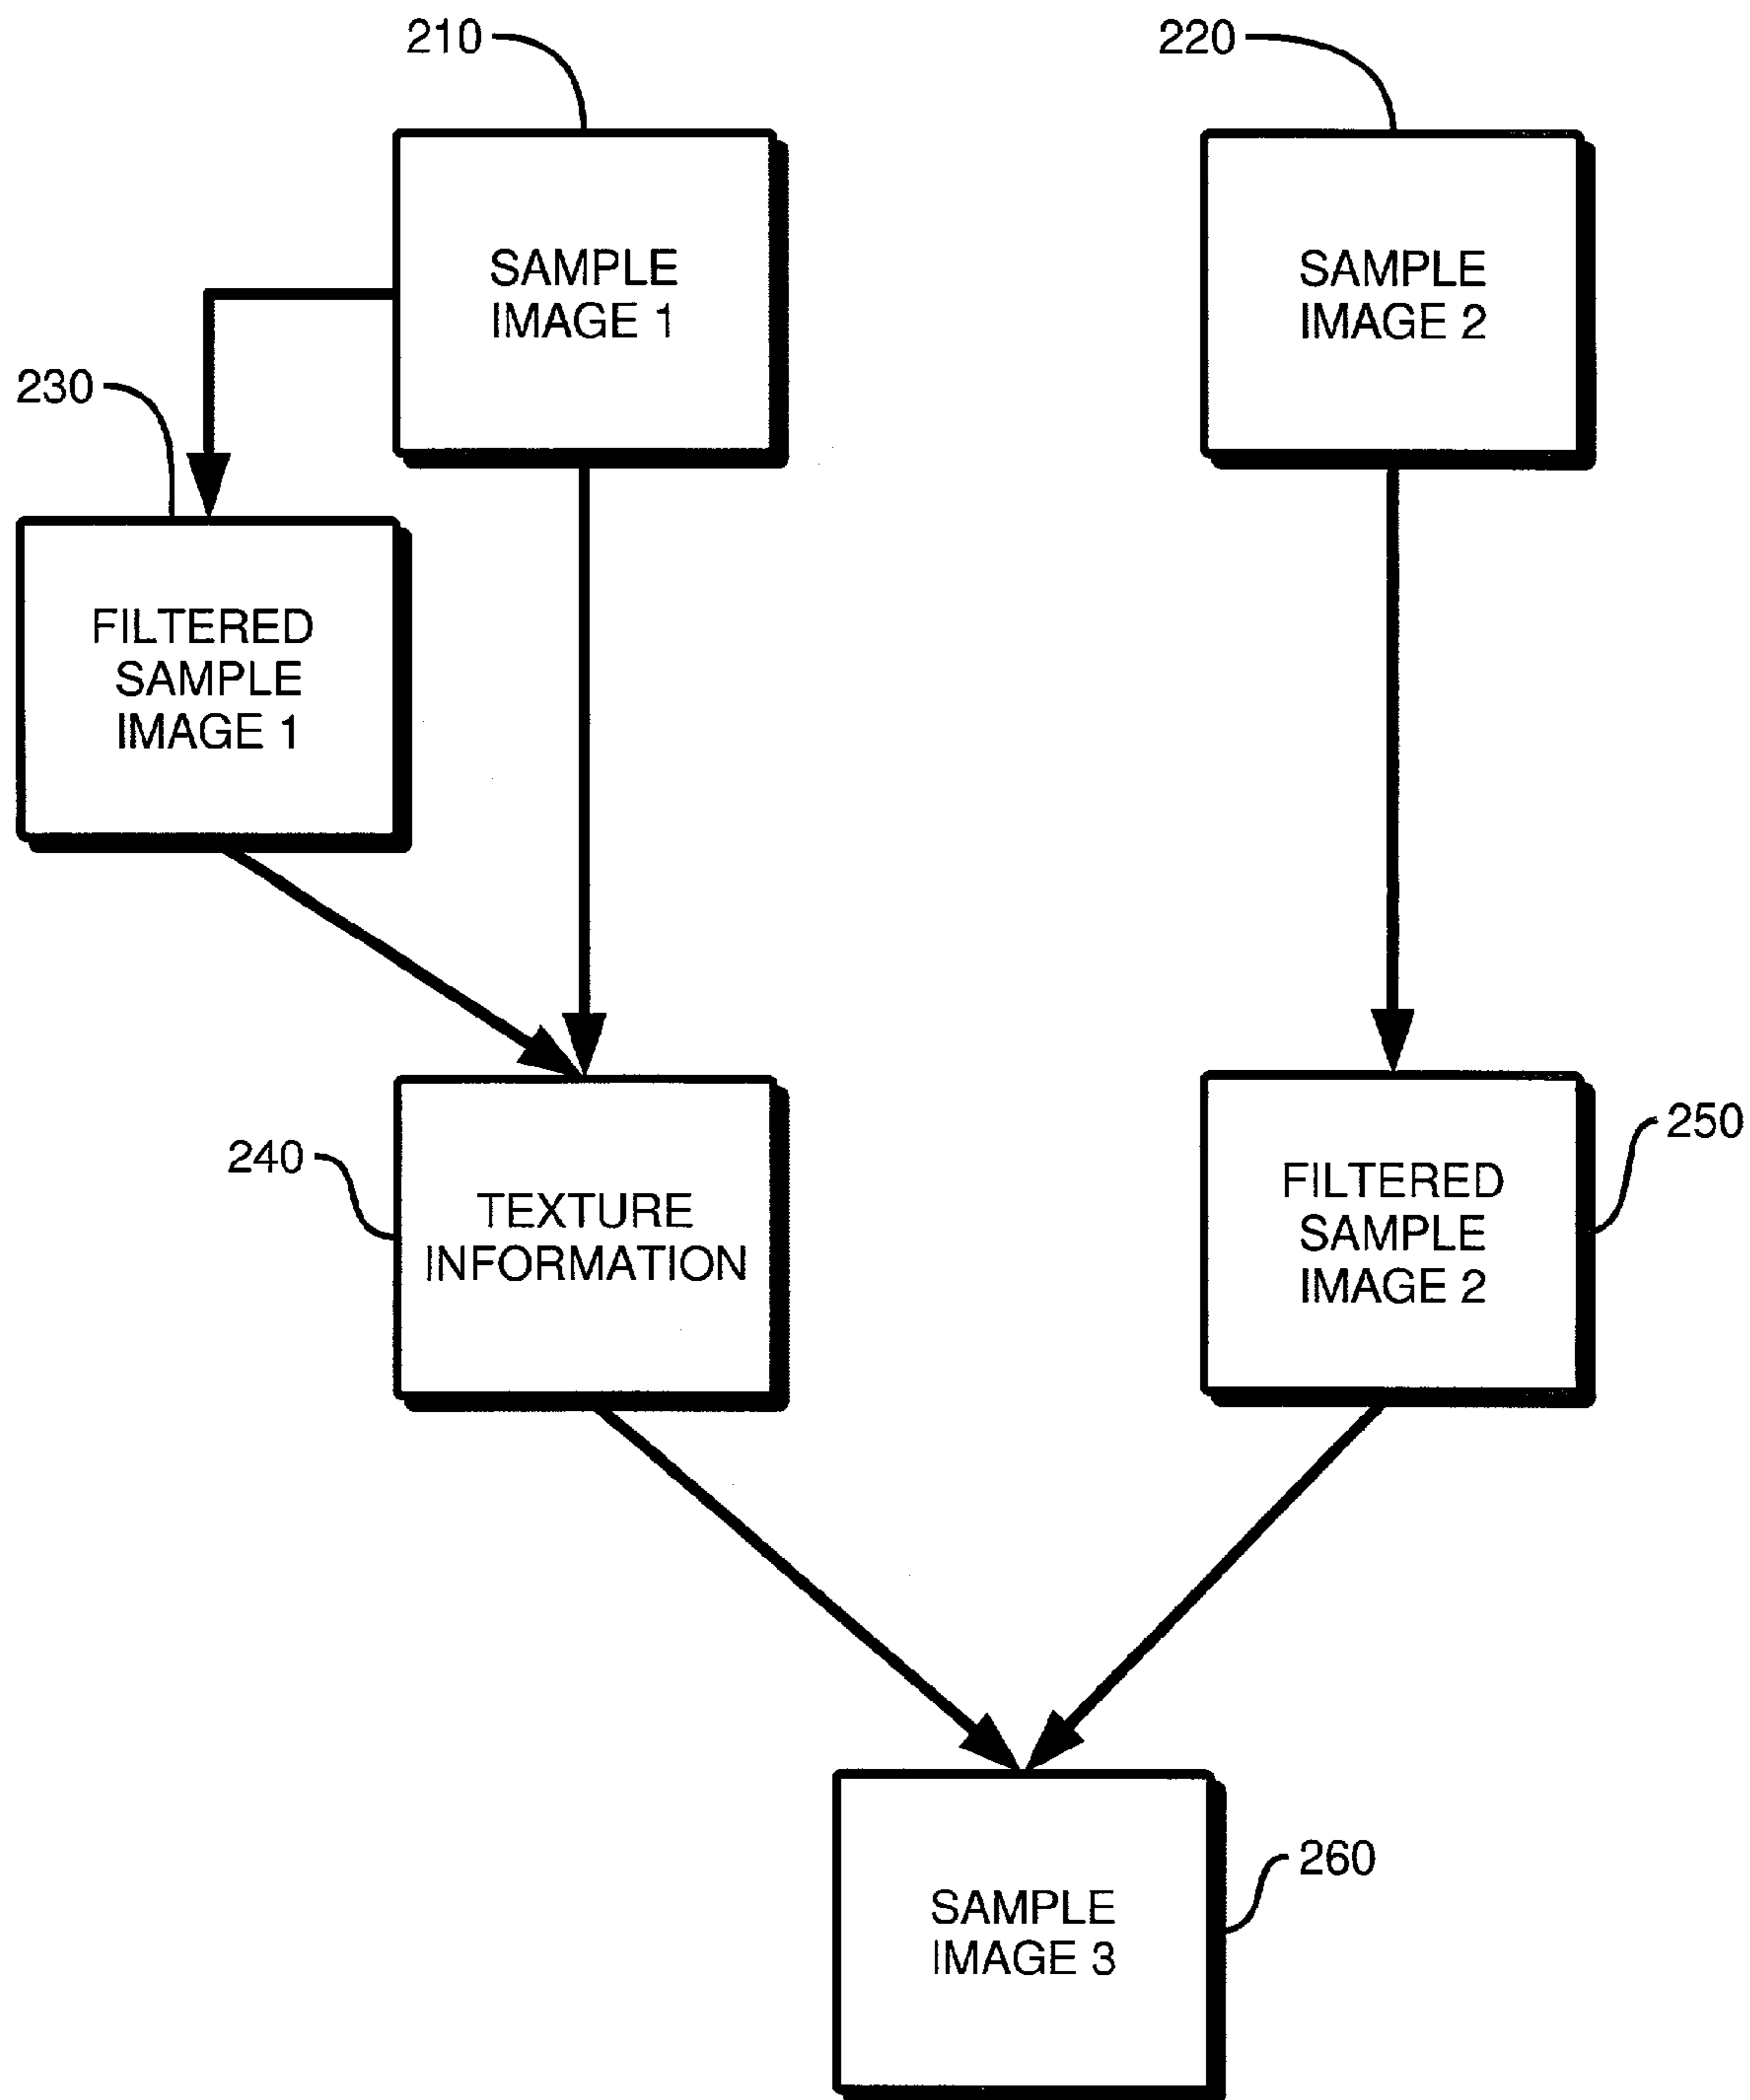 210
220
SAMPLE
IMAGE 1
SAMPLE
IMAGE 2
230
FILTERED
SAMPLE
IMAGE 1
240
TEXTURE
INFORMATION
250
FILTERED
SAMPLE
IMAGE 2
260
SAMPLE
IMAGE 3